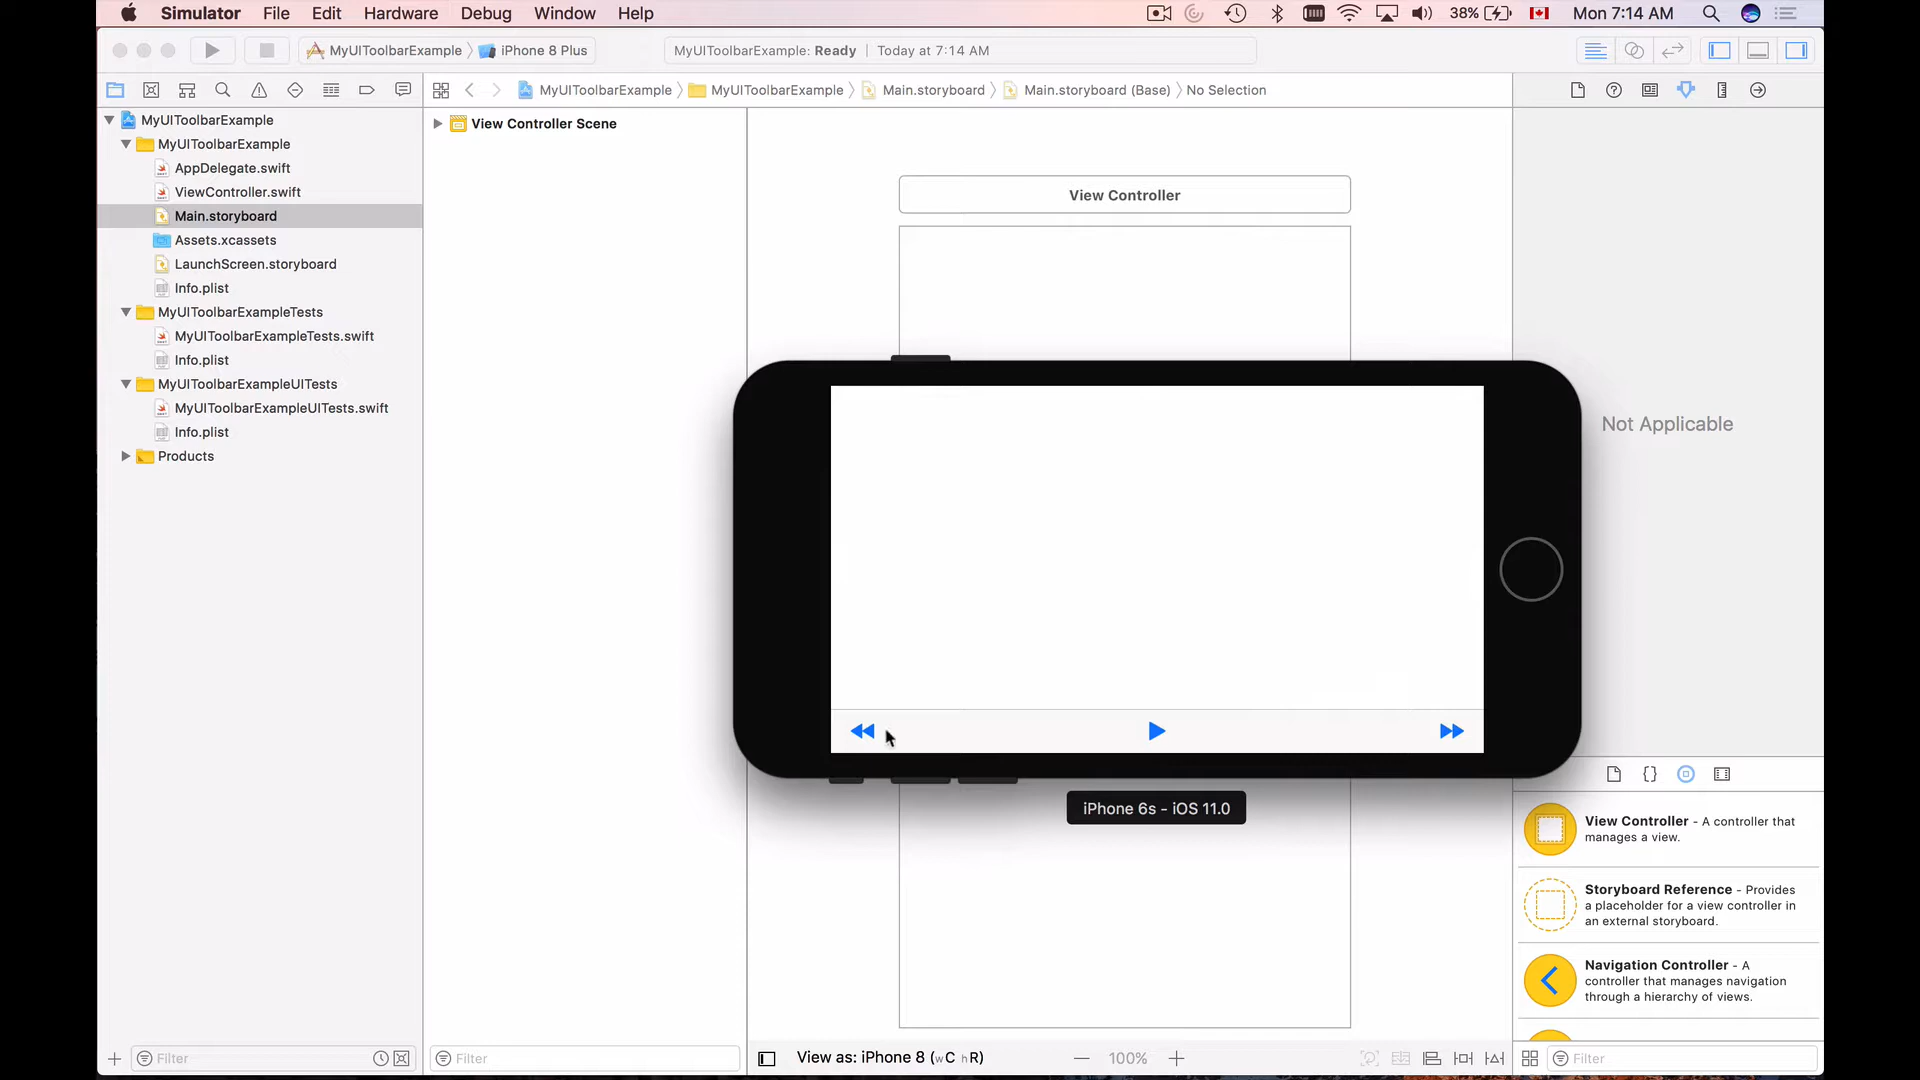 Simulator File Edit Hardware Debug Window Help 38% Mon 7:14 AM
MyUIToolbarExample iPhone 8 Plus MyUIToolbarExample: Ready Today at 7:14 AM
MyUIToolbarExample MyUIToolbarExample Main.storyboard Main.storyboard (Base) No Selection
MyUIToolbarExample
MyUIToolbarExample
AppDelegate.swift
ViewController.swift
Main.storyboard
Assets.xcassets
LaunchScreen.storyboard
Info.plist
MyUIToolbarExampleTests
MyUIToolbarExampleTests.swift
Info.plist
MyUIToolbarExampleUITests
MyUIToolbarExampleUITests.swift
Info.plist
Products
View Controller Scene
View Controller
iPhone 6s - iOS 11.0
Not Applicable
View Controller - A controller that
manages a view.
Storyboard Reference - Provides
a placeholder for a view controller in
an external storyboard.
Navigation Controller - A
controller that manages navigation
through a hierarchy of views.
Filter Filter View as: iPhone 8 (wC hR) 100% Filter